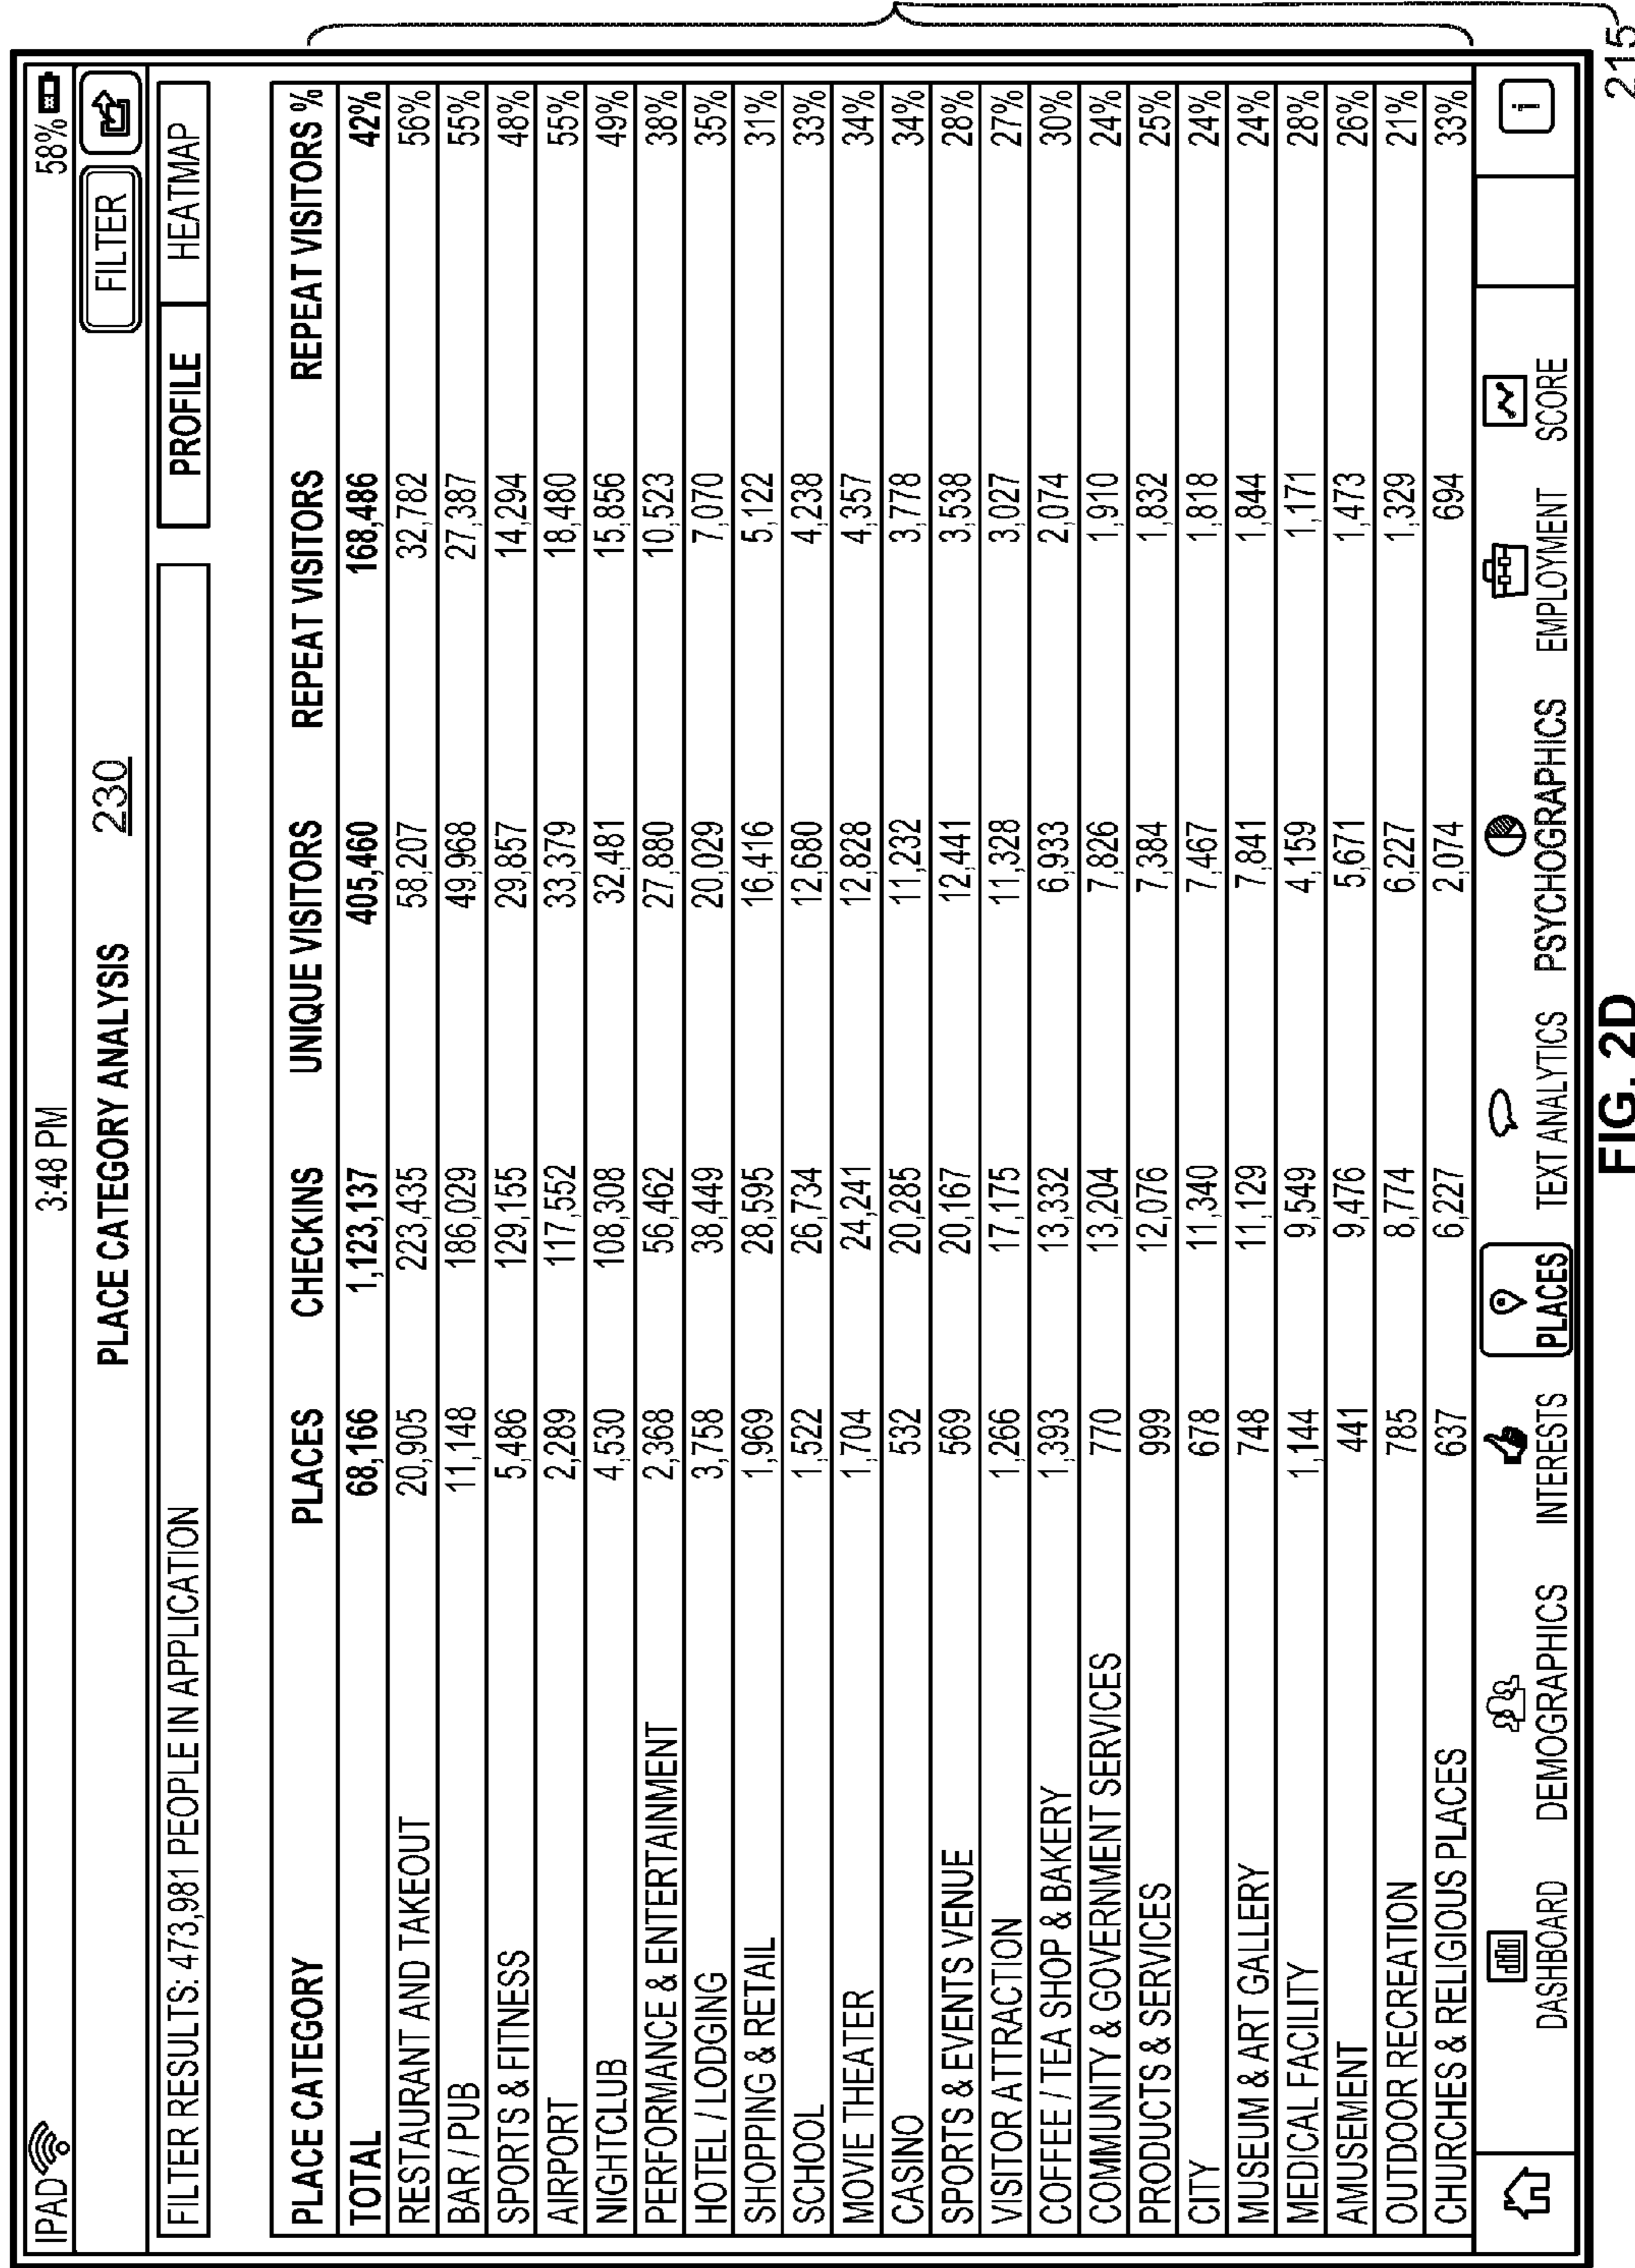 IPAD 3:48 PM 58%
PLACE CATEGORY ANALYSIS 230 FILTER
FILTER RESULTS: 473,981 PEOPLE IN APPLICATION PROFILE HEATMAP
PLACE CATEGORY PLACES CHECKINS UNIQUE VISITORS REPEAT VISITORS REPEAT VISITORS %
TOTAL 68,166 1,123,137 405,460 168,486 42%
RESTAURANT AND TAKEOUT 20,905 223,435 58,207 32,782 56%
BAR / PUB 11,148 186,029 49,968 27,387 55%
SPORTS & FITNESS 5,486 129,155 29,857 14,294 48%
AIRPORT 2,289 117,552 33,379 18,480 55%
NIGHTCLUB 4,530 108,308 32,481 15,856 49%
PERFORMANCE & ENTERTAINMENT 2,368 56,462 27,880 10,523 38%
HOTEL / LODGING 3,758 38,449 20,029 7,070 35%
SHOPPING & RETAIL 1,969 28,595 16,416 5,122 31%
SCHOOL 1,522 26,734 12,680 4,238 33%
MOVIE THEATER 1,704 24,241 12,828 4,357 34%
CASINO 532 20,285 11,232 3,778 34%
SPORTS & EVENTS VENUE 569 20,167 12,441 3,538 28%
VISITOR ATTRACTION 1,266 17,175 11,328 3,027 27%
COFFEE / TEA SHOP & BAKERY 1,393 13,332 6,933 2,074 30%
COMMUNITY & GOVERNMENT SERVICES 770 13,204 7,826 1,910 24%
PRODUCTS & SERVICES 999 12,076 7,384 1,832 25%
CITY 678 11,340 7,467 1,818 24%
MUSEUM & ART GALLERY 748 11,129 7,841 1,844 24%
MEDICAL FACILITY 1,144 9,549 4,159 1,171 28%
AMUSEMENT 441 9,476 5,671 1,473 26%
OUTDOOR RECREATION 785 8,774 6,227 1,329 21%
CHURCHES & RELIGIOUS PLACES 637 6,227 2,074 694 33%
DASHBOARD DEMOGRAPHICS INTERESTS PLACES TEXT ANALYTICS PSYCHOGRAPHICS EMPLOYMENT SCORE i
215
FIG. 2D